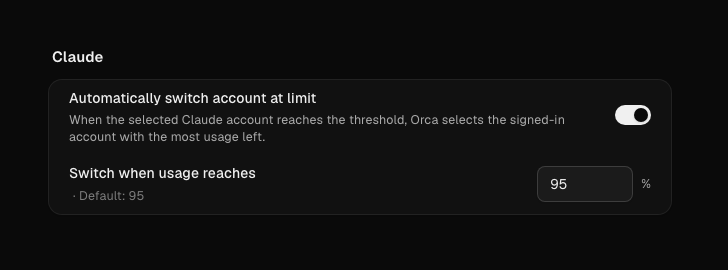 Claude
Automatically switch account at limit
When the selected Claude account reaches the threshold, Orca selects the signed-in
account with the most usage left.
Switch when usage reaches
95 %
· Default: 95